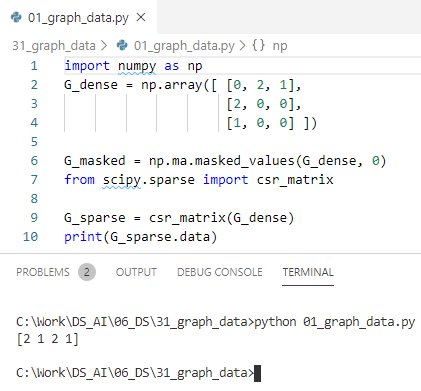 01_graph_data.py ×
31_graph_data > 01_graph_data.py > {} np
1 import numpy as np
2 G_dense = np.array([ [0, 2, 1],
3 [2, 0, 0],
4 [1, 0, 0] ])
5
6 G_masked = np.ma.masked_values(G_dense, 0)
7 from scipy.sparse import csr_matrix
8
9 G_sparse = csr_matrix(G_dense)
10 print(G_sparse.data)
PROBLEMS 2 OUTPUT DEBUG CONSOLE TERMINAL
C:\Work\DS_AI\06_DS\31_graph_data>python 01_graph_data.py
[2 1 2 1]
C:\Work\DS_AI\06_DS\31_graph_data>